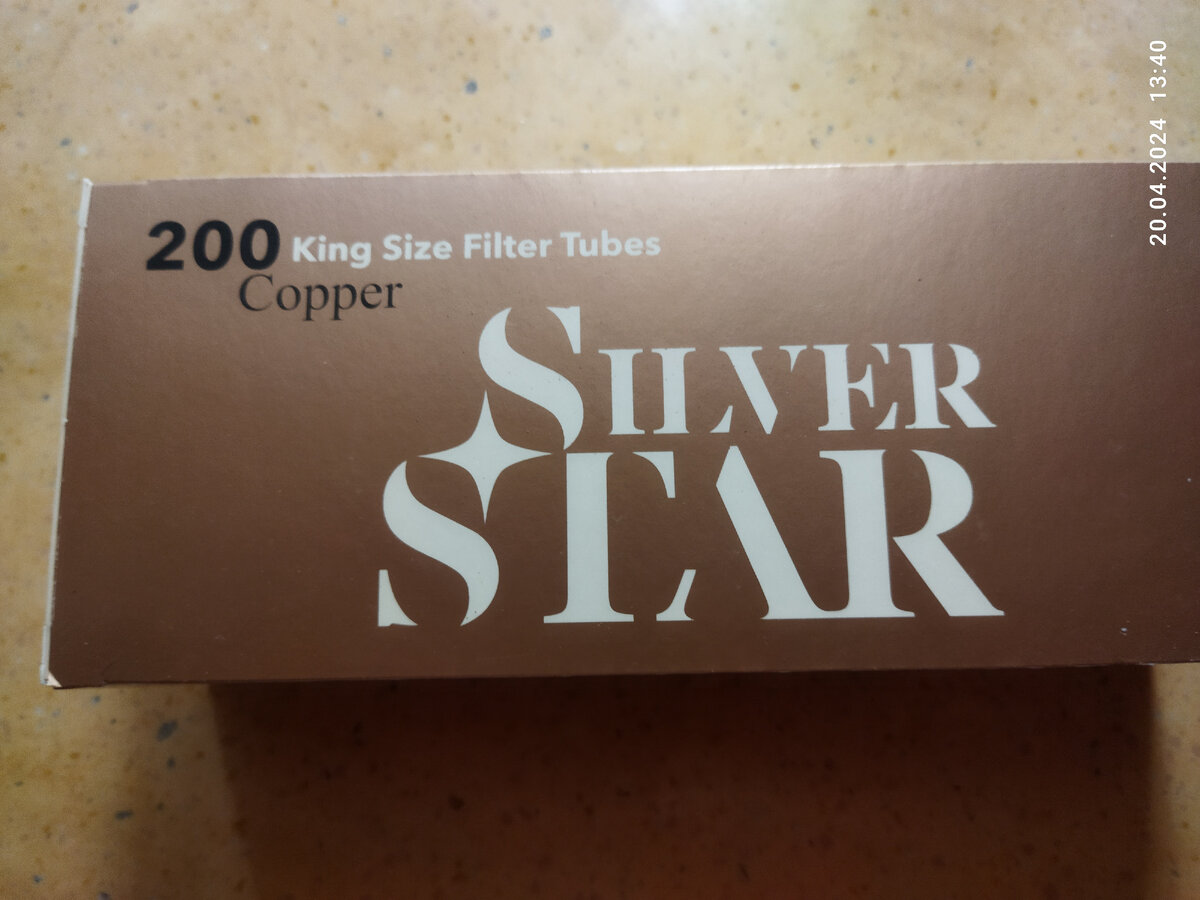 200 King Size Filter Tubes
Copper
SILVER
STAR
20.04.2024 13:40